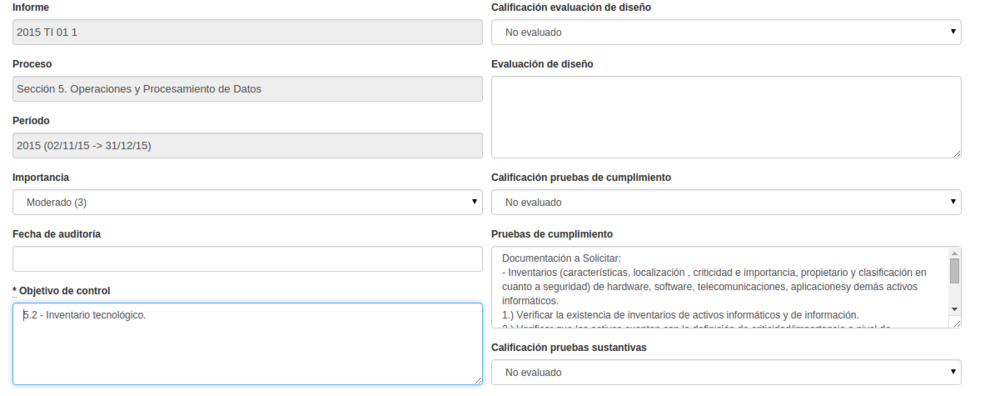 Informe
2015 TI 01 1
Proceso
Sección 5. Operaciones y Procesamiento de Datos
Período
2015 (02/11/15 -> 31/12/15)
Importancia
Moderado (3)
Fecha de auditoría
* Objetivo de control
5.2 - Inventario tecnológico.
Calificación evaluación de diseño
No evaluado
Evaluación de diseño
Calificación pruebas de cumplimiento
No evaluado
Pruebas de cumplimiento
Documentación a Solicitar:
- Inventarios (características, localización , criticidad e importancia, propietario y clasificación en
cuanto a seguridad) de hardware, software, telecomunicaciones, aplicacionesy demás activos
informáticos.
1.) Verificar la existencia de inventarios de activos informáticos y de información.
Calificación pruebas sustantivas
No evaluado